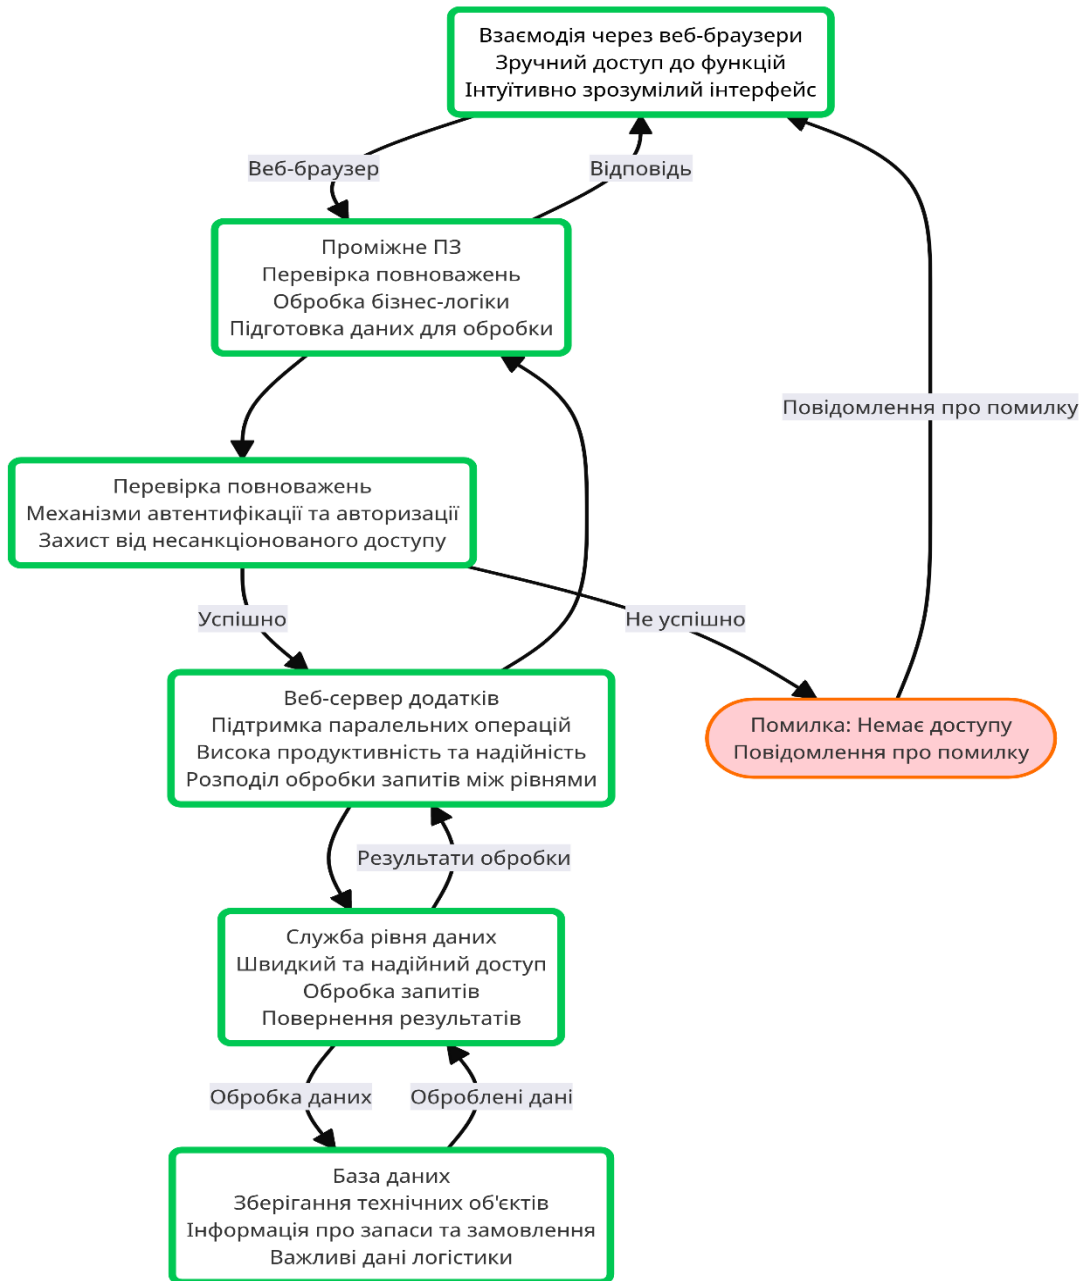 Взаємодія через веб-браузери
Зручний доступ до функцій
Інтуїтивно зрозумілий інтерфейс
Веб-браузер
Відповідь
Проміжне ПЗ
Перевірка повноважень
Обробка бізнес-логіки
Підготовка даних для обробки
Повідомлення про помилку
Перевірка повноважень
Механізми автентифікації та авторизації
Захист від несанкціонованого доступу
Успішно
Не успішно
Веб-сервер додатків
Підтримка паралельних операцій
Висока продуктивність та надійність
Розподіл обробки запитів між рівнями
Помилка: Немає доступу
Повідомлення про помилку
Результати обробки
Служба рівня даних
Швидкий та надійний доступ
Обробка запитів
Повернення результатів
Обробка даних
Оброблені дані
База даних
Зберігання технічних об'єктів
Інформація про запаси та замовлення
Важливі дані логістики